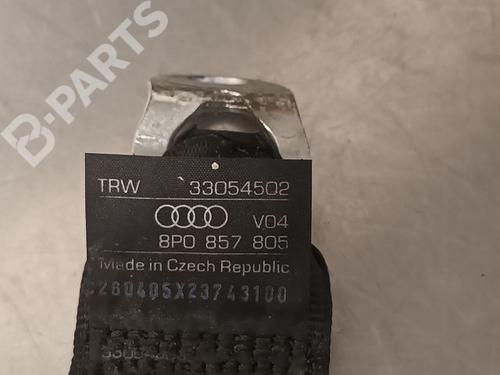 B-PARTS
TRW 33054502
V04
8P0 857 805
Made in Czech Republic
260405X23743100